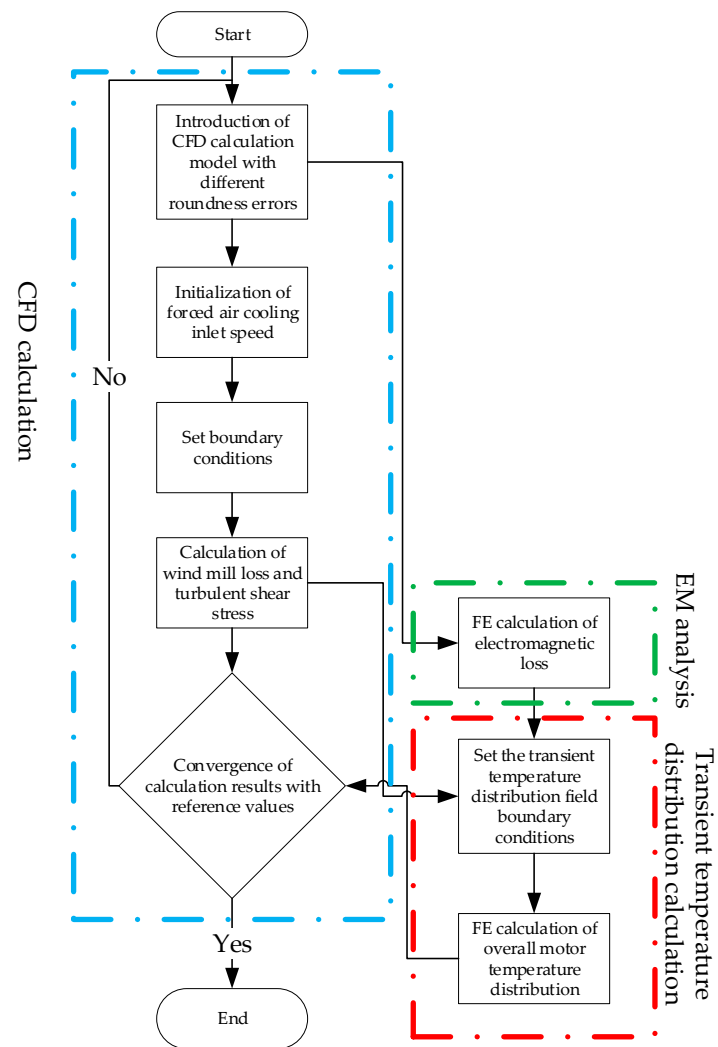 Start
Introduction of
CFD calculation
model with
different
roundness errors
Initialization of
forced air cooling
inlet speed
CFD calculation
No
Set boundary
conditions
Calculation of
wind mill loss and
turbulent shear
stress
FE calculation of
electromagnetic
loss
EM analysis
Convergence of
calculation results with
reference values
Set the transient
temperature
distribution field
boundary
conditions
Transient temperature
distribution calculation
FE calculation of
overall motor
temperature
distribution
Yes
End